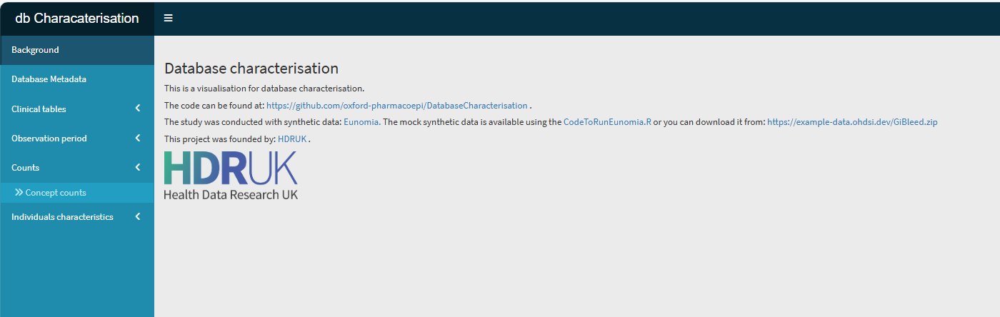 db Characaterisation
Background
Database Metadata
Clinical tables
Observation period
Counts
Concept counts
Individuals characteristics
Database characterisation
This is a visualisation for database characterisation.
The code can be found at: https://github.com/oxford-pharmacoepi/DatabaseCharacterisation .
The study was conducted with synthetic data: Eunomia. The mock synthetic data is available using the CodeToRunEunomia.R or you can download it from: https://example-data.ohdsi.dev/GiBleed.zip
This project was founded by: HDRUK .
HDRUK
Health Data Research UK